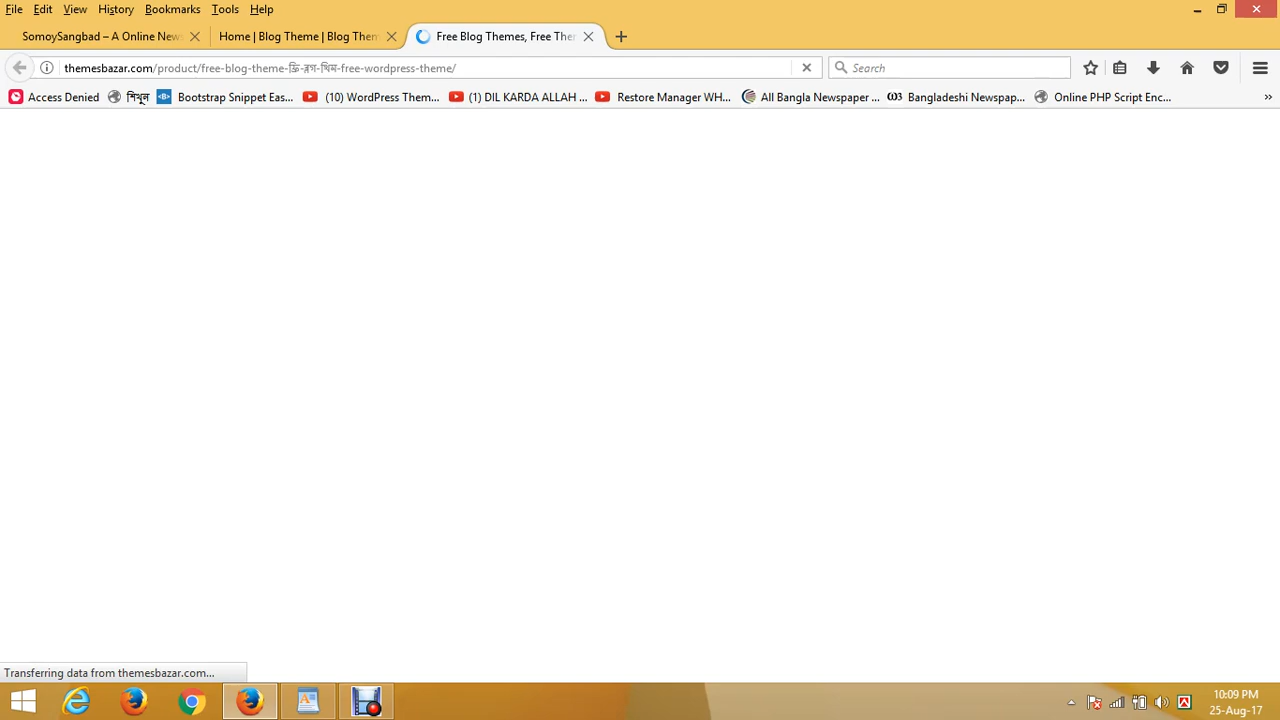 File Edit View History Bookmarks Tools Help
SomoySangbad – A Online News Home | Blog Theme | Blog Them Free Blog Themes, Free Ther
themesbazar.com/product/free-blog-theme-ফ্রি-ব্লগ-থিম-free-wordpress-theme/ Search
Access Denied শিখুন Bootstrap Snippet Eas... (10) WordPress Them... (1) DIL KARDA ALLAH ... Restore Manager WH... All Bangla Newspaper ... Bangladeshi Newspap... Online PHP Script Enc... »
Transferring data from themesbazar.com...
10:09 PM
25-Aug-17